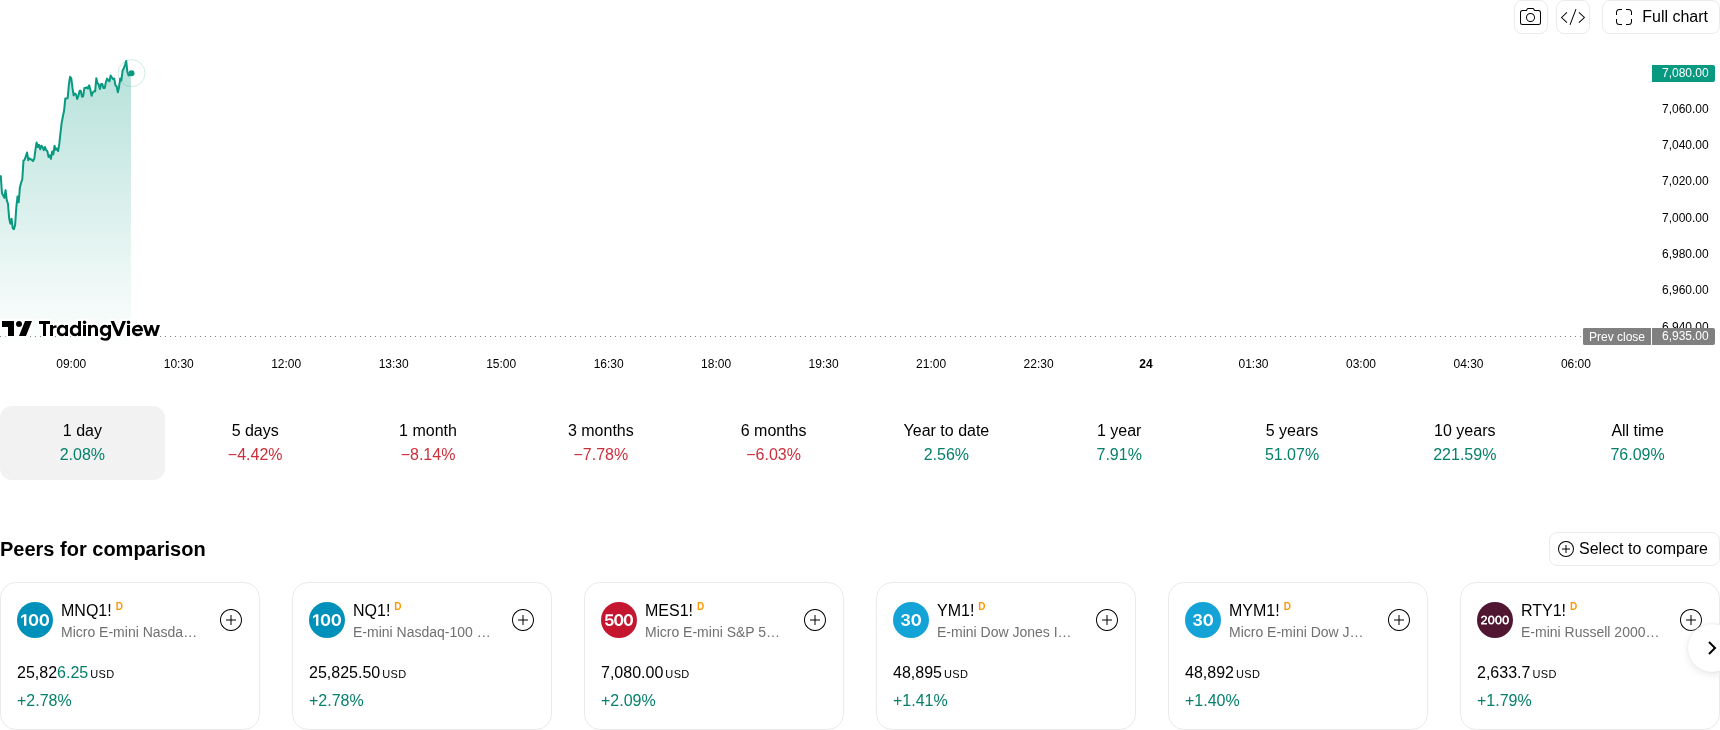 Full chart
7,080.00
7,060.00
7,040.00
7,020.00
7,000.00
6,980.00
6,960.00
6,940.00
TradingView
Prev close 6,935.00
09:00 10:30 12:00 13:30 15:00 16:30 18:00 19:30 21:00 22:30 24 01:30 03:00 04:30 06:00
1 day 5 days 1 month 3 months 6 months Year to date 1 year 5 years 10 years All time
2.08% −4.42% −8.14% −7.78% −6.03% 2.56% 7.91% 51.07% 221.59% 76.09%
Peers for comparison
Select to compare
100 MNQ1! D
Micro E-mini Nasda…
25,826.25 USD
+2.78%
100 NQ1! D
E-mini Nasdaq-100 …
25,825.50 USD
+2.78%
500 MES1! D
Micro E-mini S&P 5…
7,080.00 USD
+2.09%
30 YM1! D
E-mini Dow Jones I…
48,895 USD
+1.41%
30 MYM1! D
Micro E-mini Dow J…
48,892 USD
+1.40%
2000 RTY1! D
E-mini Russell 2000…
2,633.7 USD
+1.79%